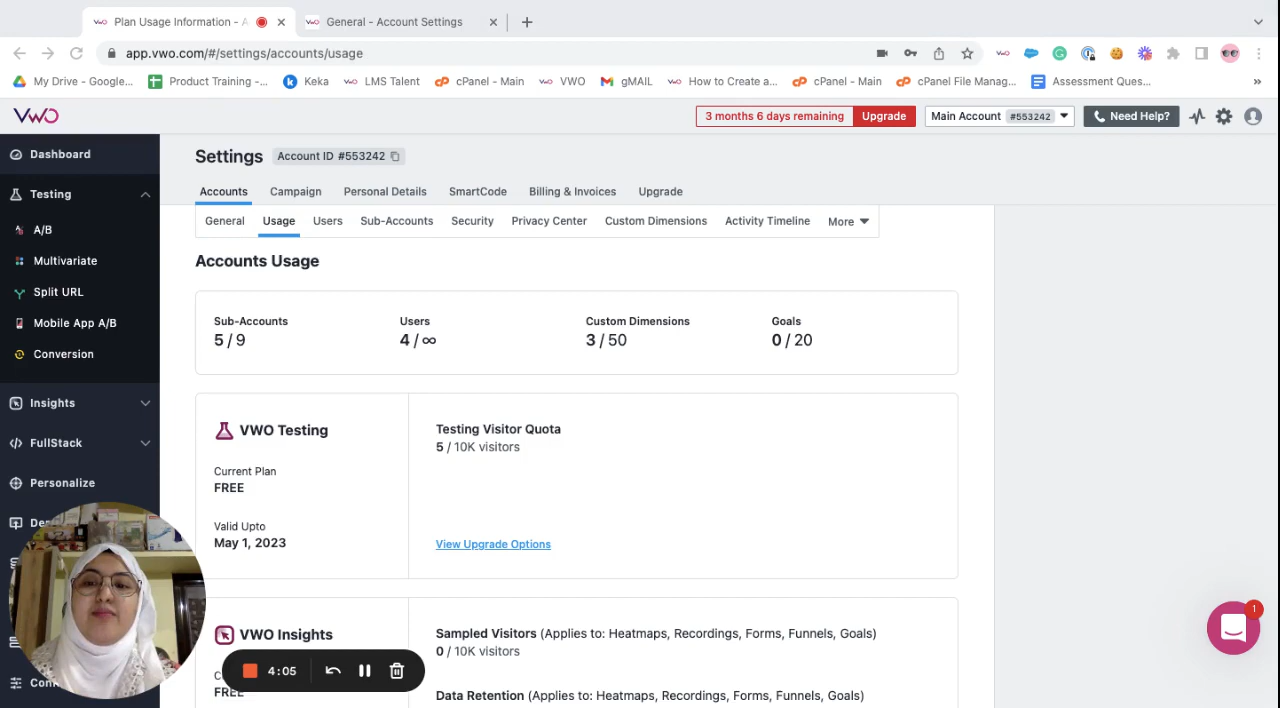 Plan Usage Information - A
General - Account Settings
app.vwo.com/#/settings/accounts/usage
My Drive - Google...
Product Training -...
Keka
LMS Talent
cPanel - Main
VWO
gMAIL
How to Create a...
cPanel - Main
cPanel File Manag...
Assessment Ques...
VWO
3 months 6 days remaining
Upgrade
Main Account #553242
Need Help?
Dashboard
Testing
A/B
Multivariate
Split URL
Mobile App A/B
Conversion
Insights
FullStack
Personalize
Settings
Account ID #553242
Accounts
Campaign
Personal Details
SmartCode
Billing & Invoices
Upgrade
General
Usage
Users
Sub-Accounts
Security
Privacy Center
Custom Dimensions
Activity Timeline
More
Accounts Usage
Sub-Accounts
5 / 9
Users
4 / ∞
Custom Dimensions
3 / 50
Goals
0 / 20
VWO Testing
Current Plan
FREE
Valid Upto
May 1, 2023
Testing Visitor Quota
5 / 10K visitors
View Upgrade Options
VWO Insights
FREE
Sampled Visitors (Applies to: Heatmaps, Recordings, Forms, Funnels, Goals)
0 / 10K visitors
Data Retention (Applies to: Heatmaps, Recordings, Forms, Funnels, Goals)
4:05
1